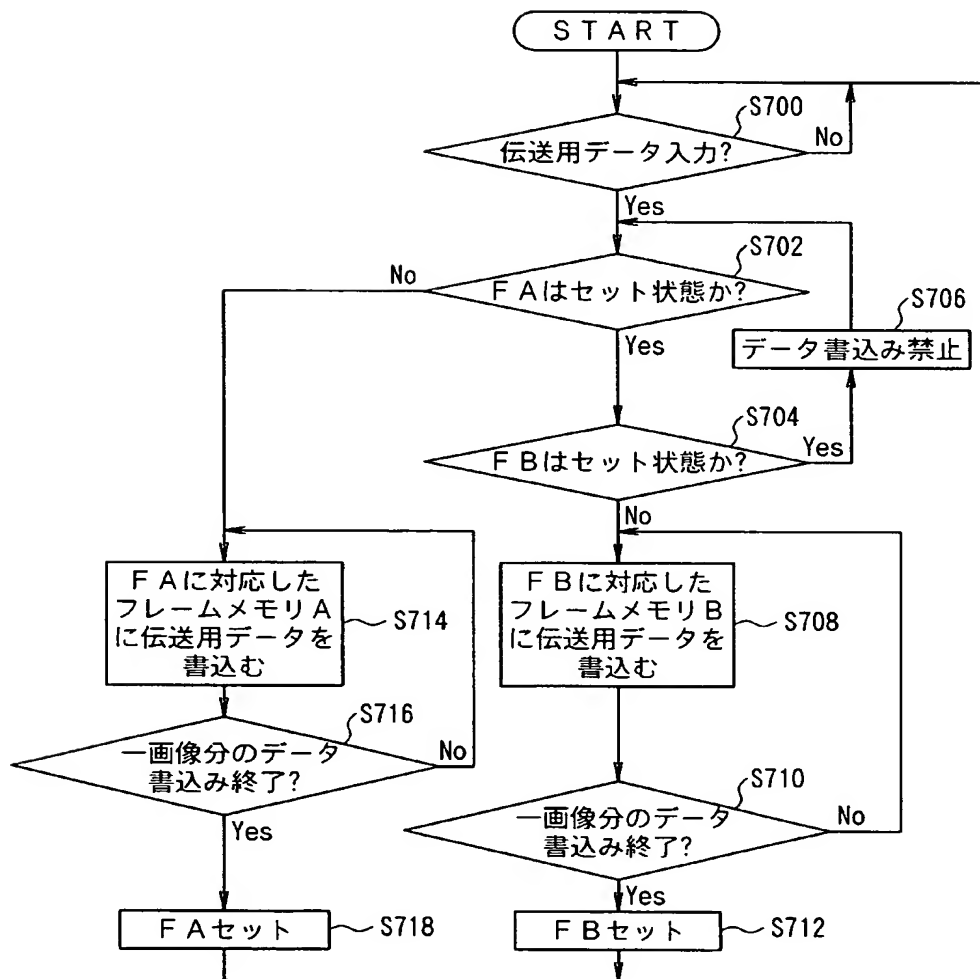 START
S700
伝送用データ入力?
No
Yes
S702
No
FAはセット状態か?
S706
Yes
データ書込み禁止
S704
FBはセット状態か?
Yes
No
FAに対応した
フレームメモリA
に伝送用データを
書込む
S714
FBに対応した
フレームメモリB
に伝送用データを
書込む
S708
S716
一画像分のデータ
書込み終了?
No
Yes
S710
一画像分のデータ
書込み終了?
No
Yes
FAセット
S718
FBセット
S712